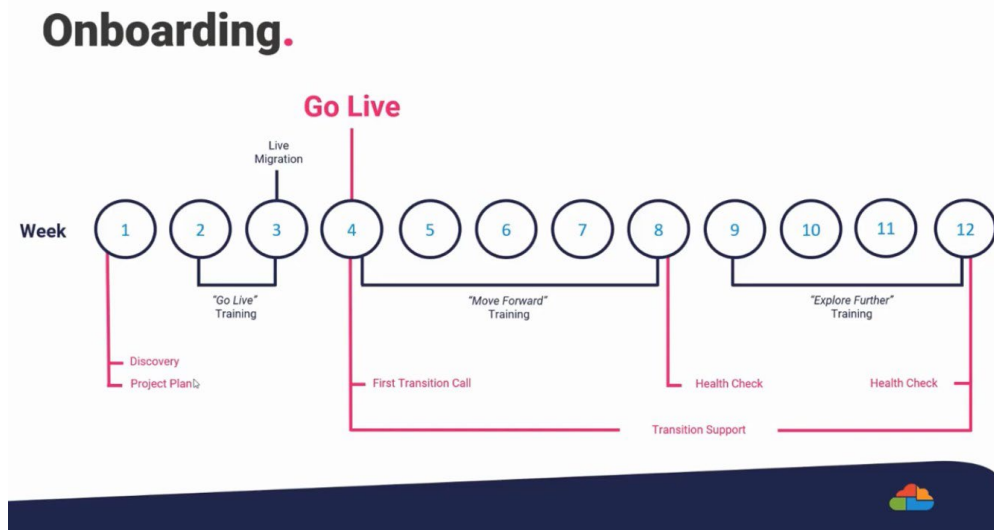 Onboarding.
Go Live
Live
Migration
Week
1 2 3 4 5 6 7 8 9 10 11 12
"Go Live"
Training
"Move Forward"
Training
"Explore Further"
Training
Discovery
Project Plan
First Transition Call
Health Check
Health Check
Transition Support